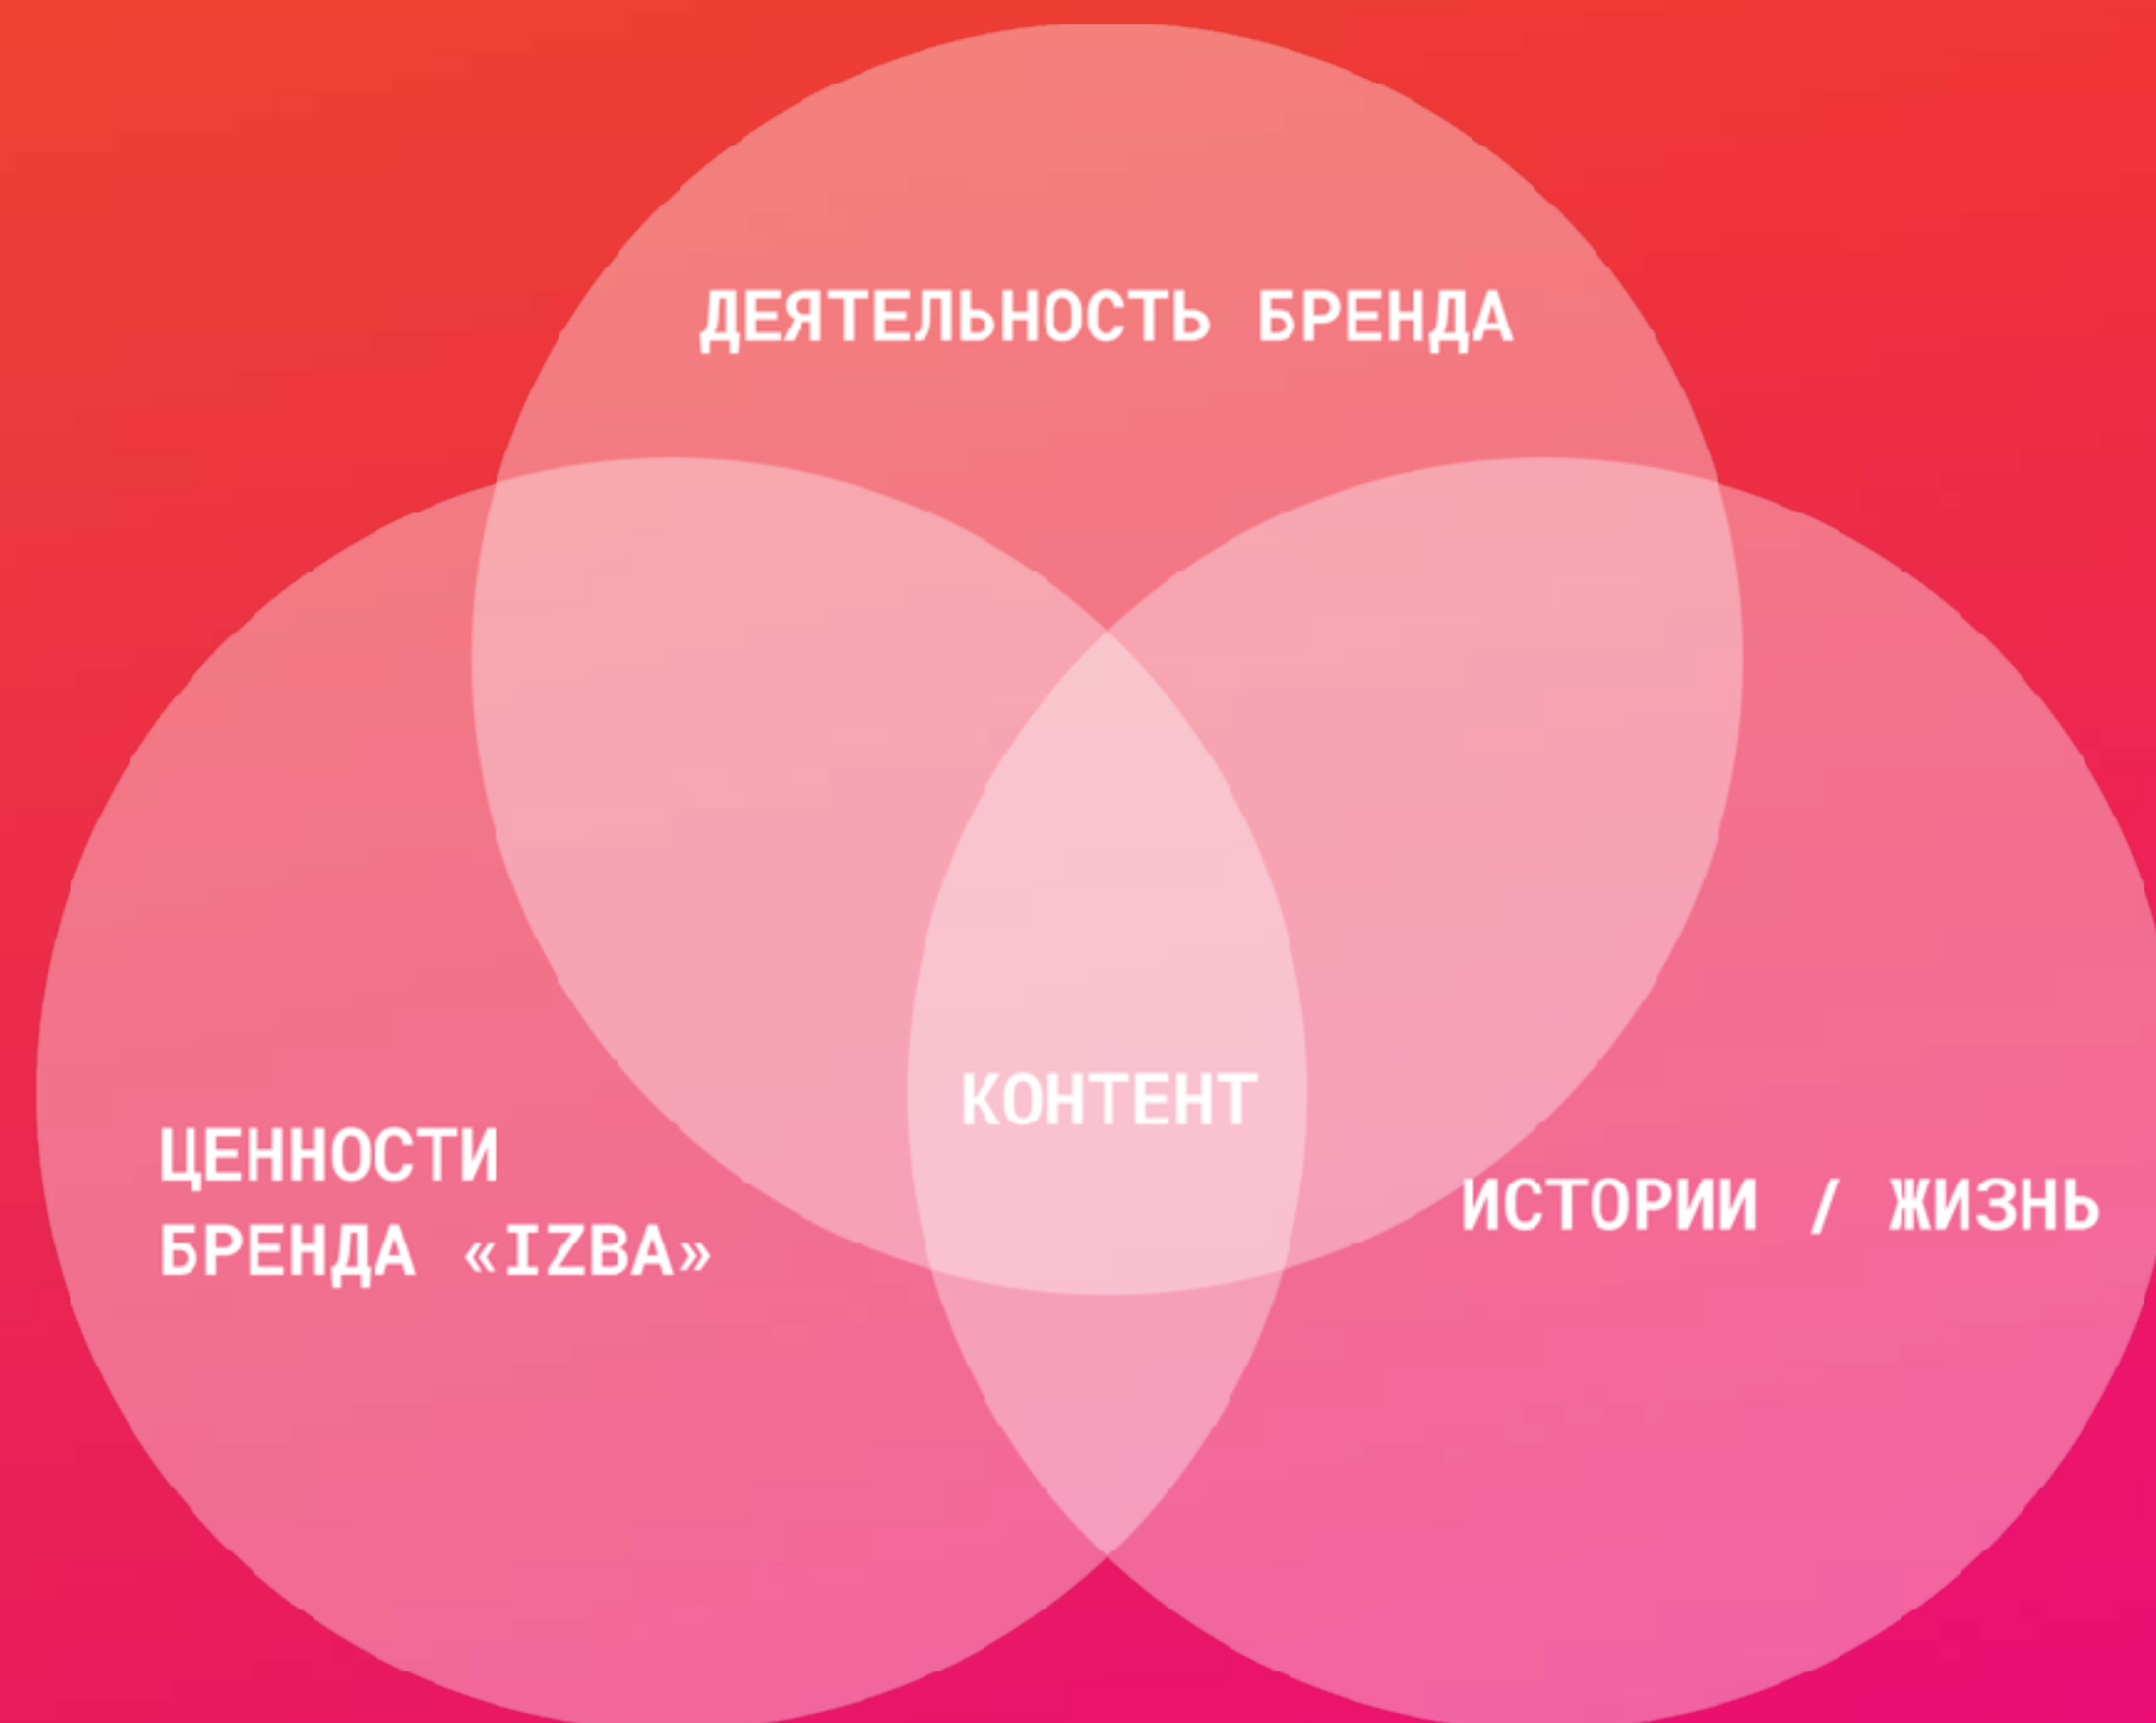 ДЕЯТЕЛЬНОСТЬ БРЕНДА
КОНТЕНТ
ЦЕННОСТИ
БРЕНДА «IZBA»
ИСТОРИИ / ЖИЗНЬ